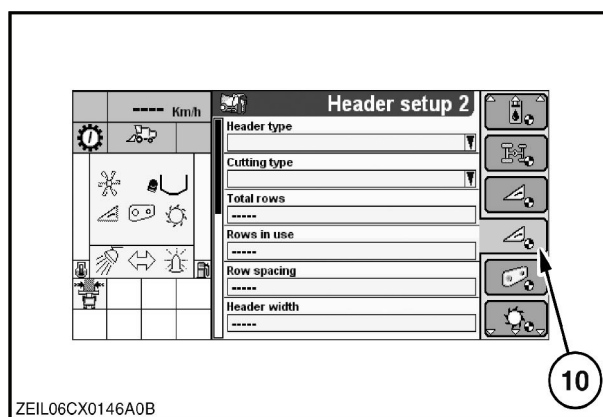 ---- Km/h
Header setup 2
Header type
Cutting type
Total rows
-----
Rows in use
-----
Row spacing
-----
Header width
-----
10
ZEIL06CX0146A0B